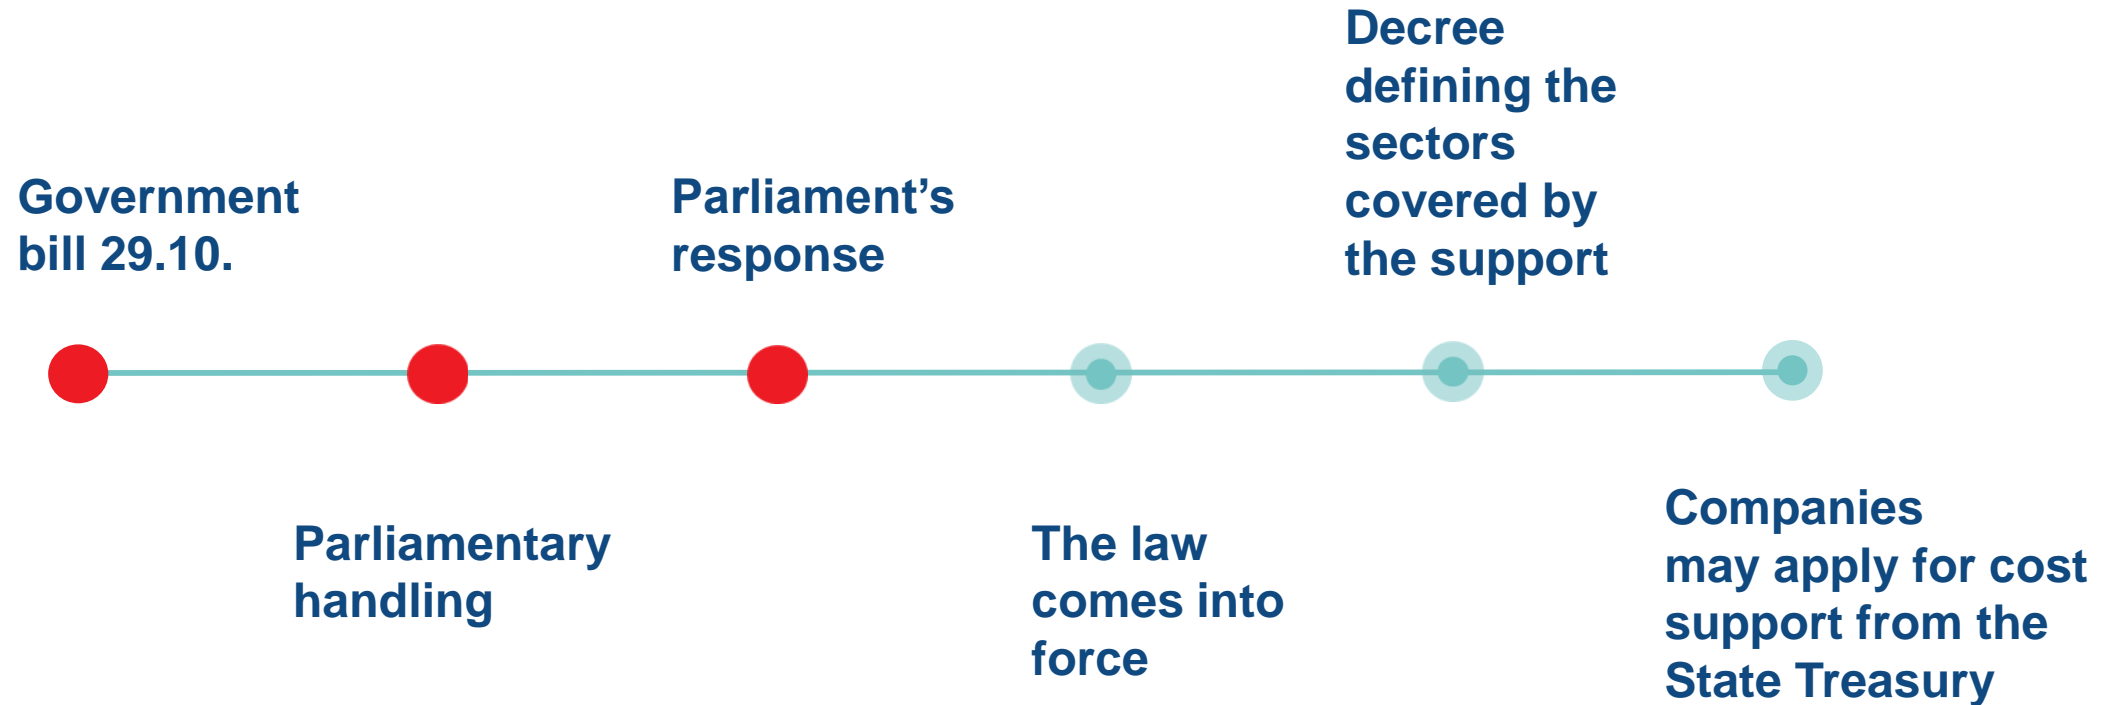 Government
bill 29.10.
Parliamentary
handling
Parliament’s
response
The law
comes into
force
Decree
defining the
sectors
covered by
the support
Companies
may apply for cost
support from the
State Treasury